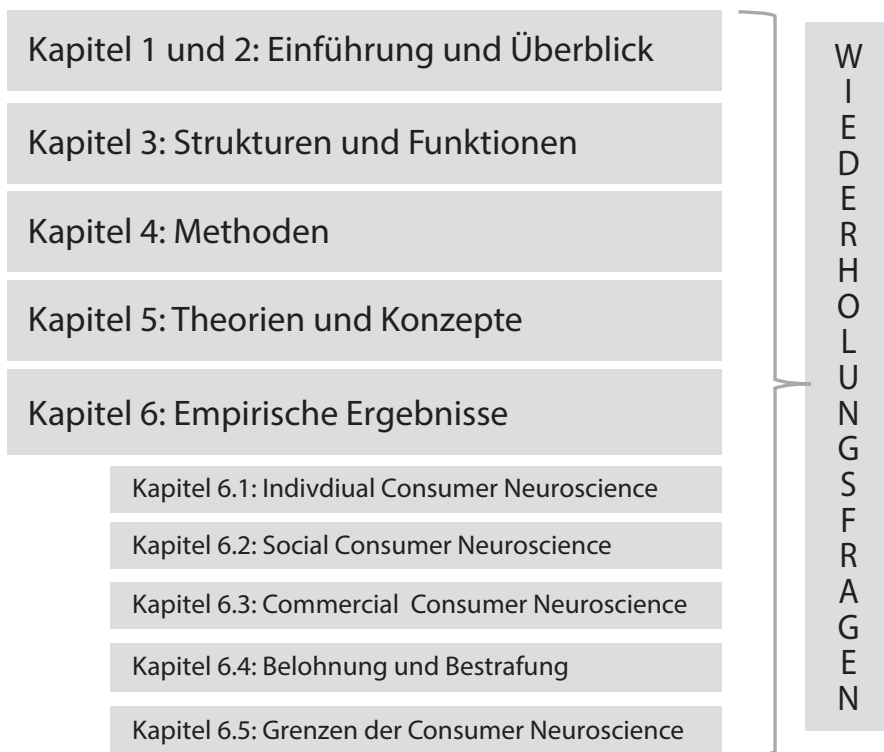 Kapitel 1 und 2: Einführung und Überblick
Kapitel 3: Strukturen und Funktionen
Kapitel 4: Methoden
Kapitel 5: Theorien und Konzepte
Kapitel 6: Empirische Ergebnisse
Kapitel 6.1: Indivdiual Consumer Neuroscience
Kapitel 6.2: Social Consumer Neuroscience
Kapitel 6.3: Commercial Consumer Neuroscience
Kapitel 6.4: Belohnung und Bestrafung
Kapitel 6.5: Grenzen der Consumer Neuroscience
WIEDERHOLUNGSFRAGEN